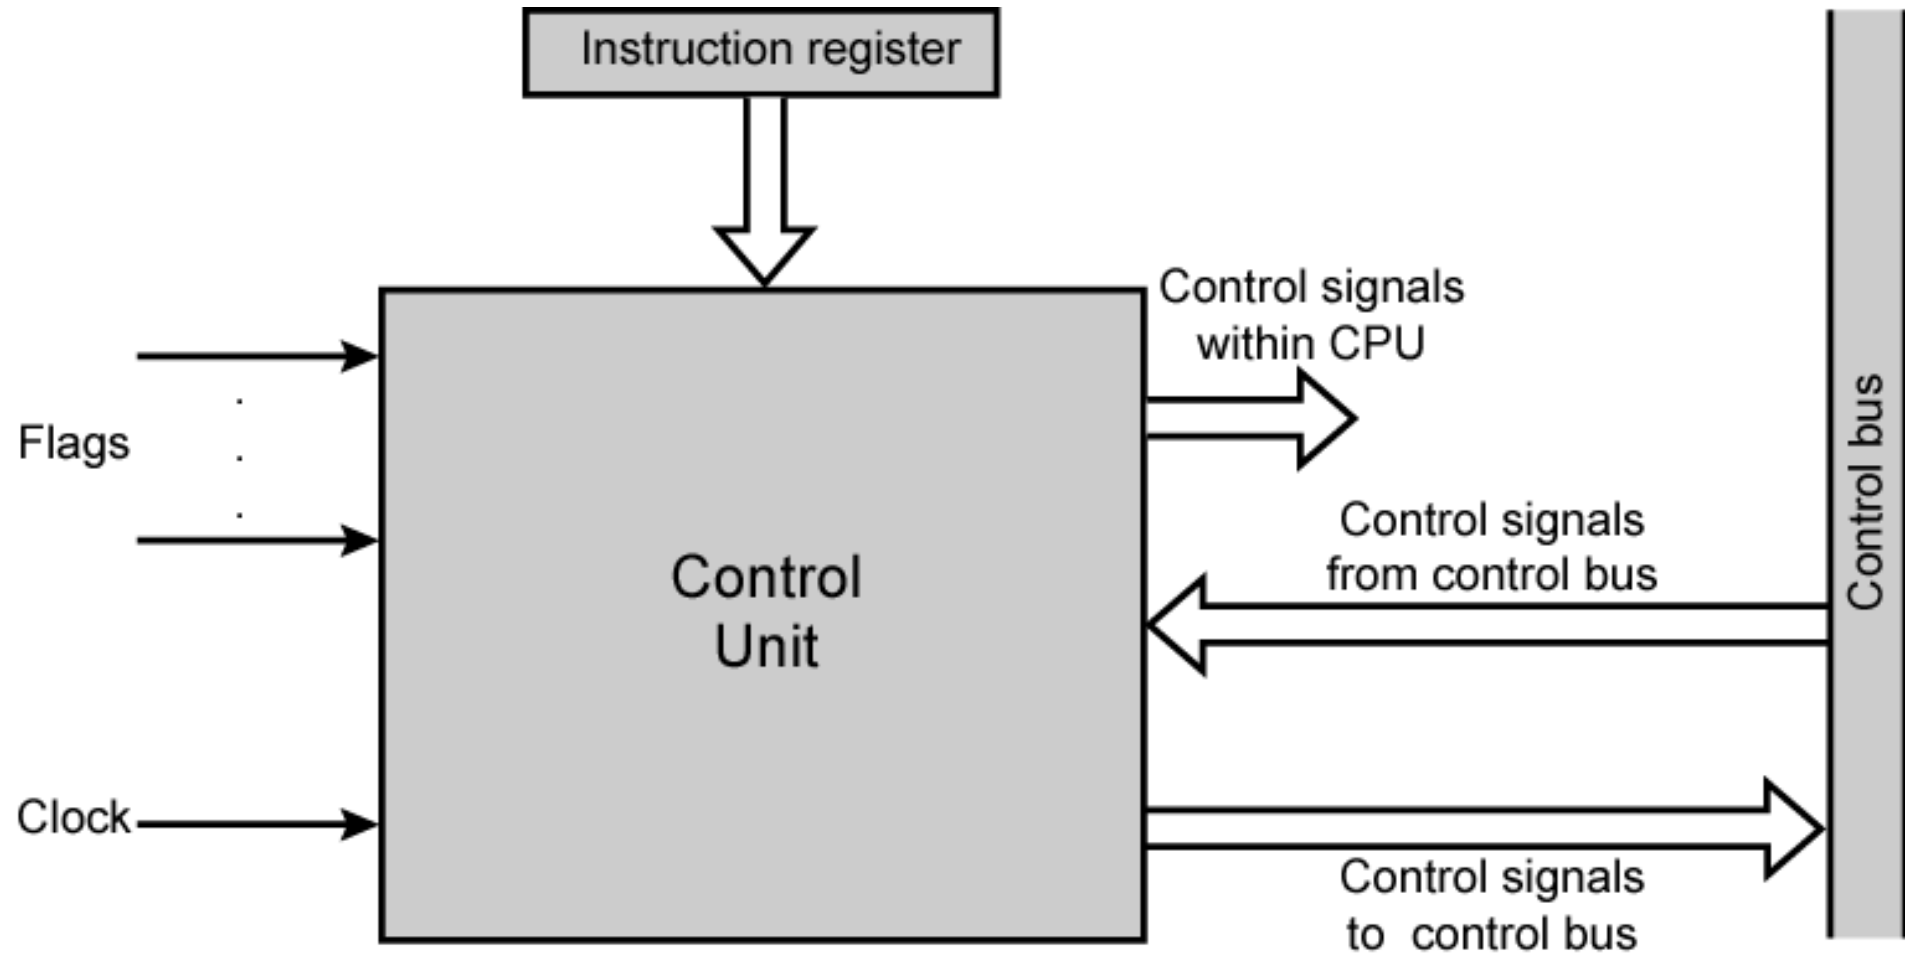 Instruction register
Control signals
within CPU
Flags
Control bus
Control signals
from control bus
Control
Unit
Clock
Control signals
to control bus